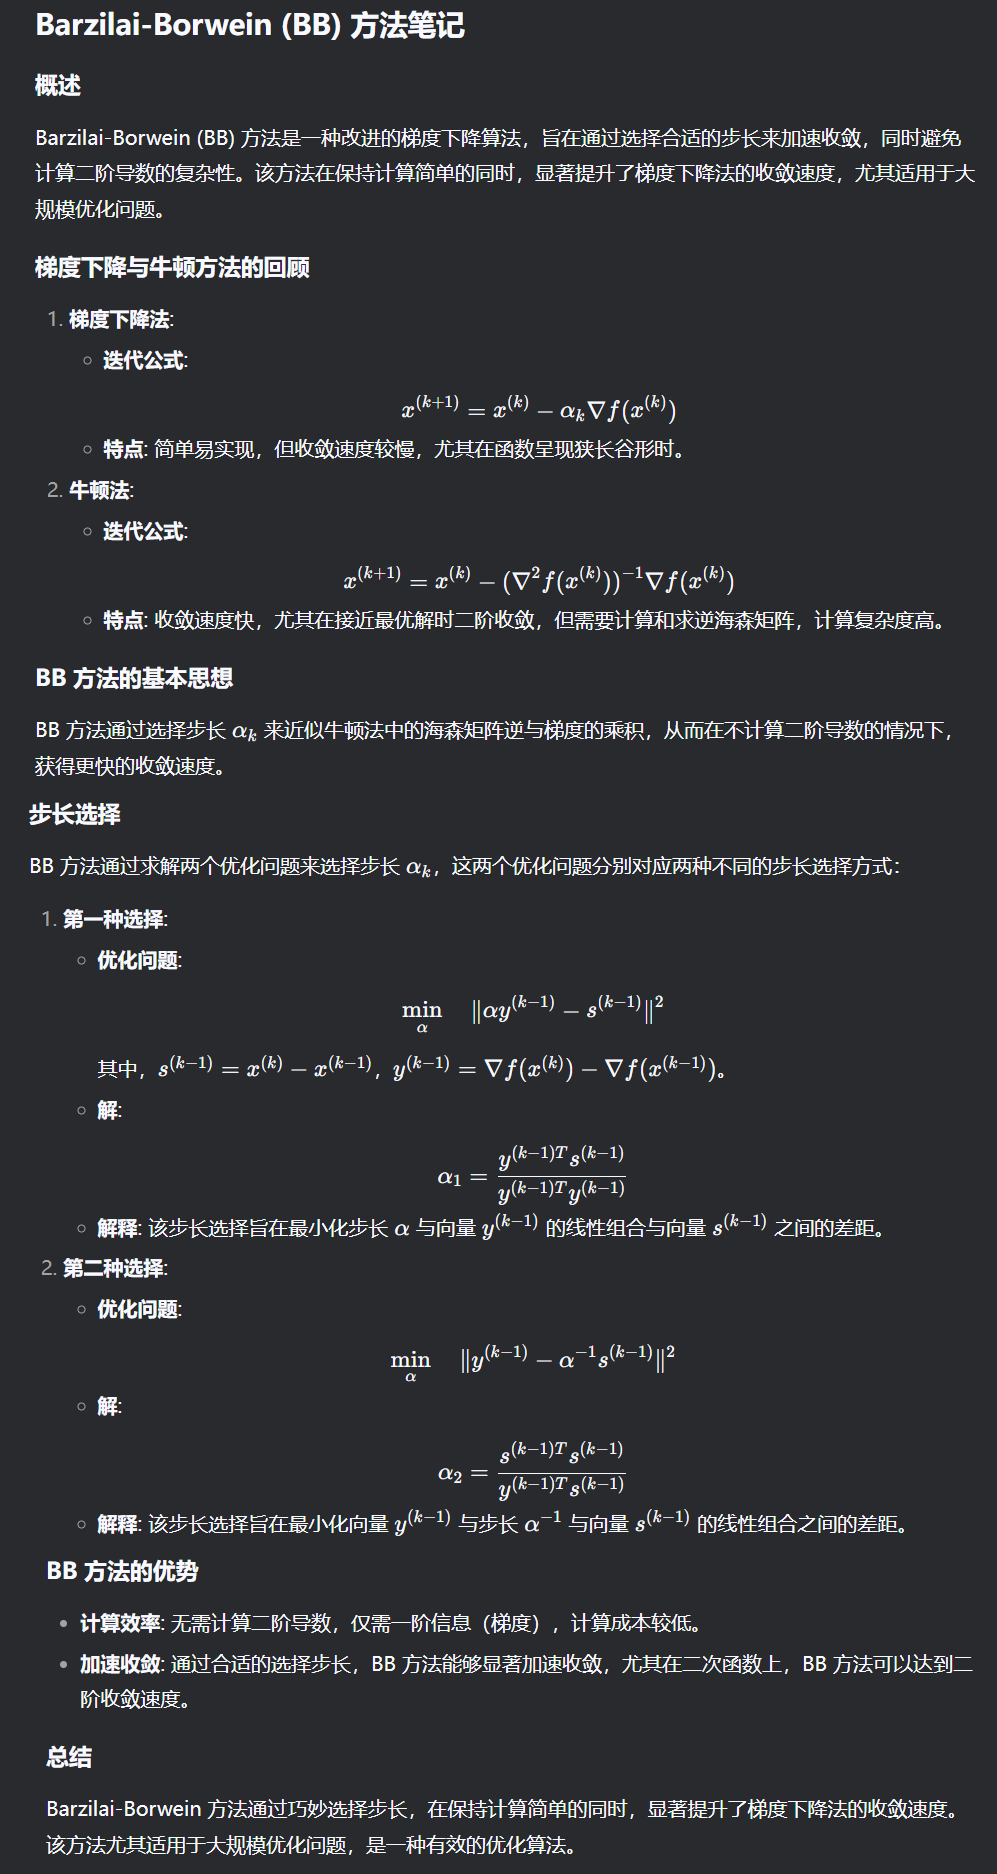 Barzilai-Borwein (BB) 方法笔记
概述
Barzilai-Borwein (BB) 方法是一种改进的梯度下降算法，旨在通过选择合适的步长来加速收敛，同时避免
计算二阶导数的复杂性。该方法在保持计算简单的同时，显著提升了梯度下降法的收敛速度，尤其适用于大
规模优化问题。
梯度下降与牛顿方法的回顾
1. 梯度下降法:
◦ 迭代公式:
$x^{(k+1)} = x^{(k)} - \alpha_k \nabla f(x^{(k)})$
◦ 特点: 简单易实现，但收敛速度较慢，尤其在函数呈现狭长谷形时。
2. 牛顿法:
◦ 迭代公式:
$x^{(k+1)} = x^{(k)} - (\nabla^2 f(x^{(k)}))^{-1} \nabla f(x^{(k)})$
◦ 特点: 收敛速度快，尤其在接近最优解时二阶收敛，但需要计算和求逆海森矩阵，计算复杂度高。
BB 方法的基本思想
BB 方法通过选择步长 $\alpha_k$ 来近似牛顿法中的海森矩阵逆与梯度的乘积，从而在不计算二阶导数的情况下，
获得更快的收敛速度。
步长选择
BB 方法通过求解两个优化问题来选择步长 $\alpha_k$，这两个优化问题分别对应两种不同的步长选择方式：
1. 第一种选择:
◦ 优化问题:
$\min_{\alpha} \quad \|\alpha y^{(k-1)} - s^{(k-1)}\|^2$
其中，$s^{(k-1)} = x^{(k)} - x^{(k-1)}$，$y^{(k-1)} = \nabla f(x^{(k)}) - \nabla f(x^{(k-1)})$。
◦ 解:
$\alpha_1 = \frac{y^{(k-1)T} s^{(k-1)}}{y^{(k-1)T} y^{(k-1)}}$
◦ 解释: 该步长选择旨在最小化步长 $\alpha$ 与向量 $y^{(k-1)}$ 的线性组合与向量 $s^{(k-1)}$ 之间的差距。
2. 第二种选择:
◦ 优化问题:
$\min_{\alpha} \quad \|y^{(k-1)} - \alpha^{-1} s^{(k-1)}\|^2$
◦ 解:
$\alpha_2 = \frac{s^{(k-1)T} s^{(k-1)}}{y^{(k-1)T} s^{(k-1)}}$
◦ 解释: 该步长选择旨在最小化向量 $y^{(k-1)}$ 与步长 $\alpha^{-1}$ 与向量 $s^{(k-1)}$ 的线性组合之间的差距。
BB 方法的优势
• 计算效率: 无需计算二阶导数，仅需一阶信息（梯度），计算成本较低。
• 加速收敛: 通过合适的选择步长，BB 方法能够显著加速收敛，尤其在二次函数上，BB 方法可以达到二
阶收敛速度。
总结
Barzilai-Borwein 方法通过巧妙选择步长，在保持计算简单的同时，显著提升了梯度下降法的收敛速度。
该方法尤其适用于大规模优化问题，是一种有效的优化算法。